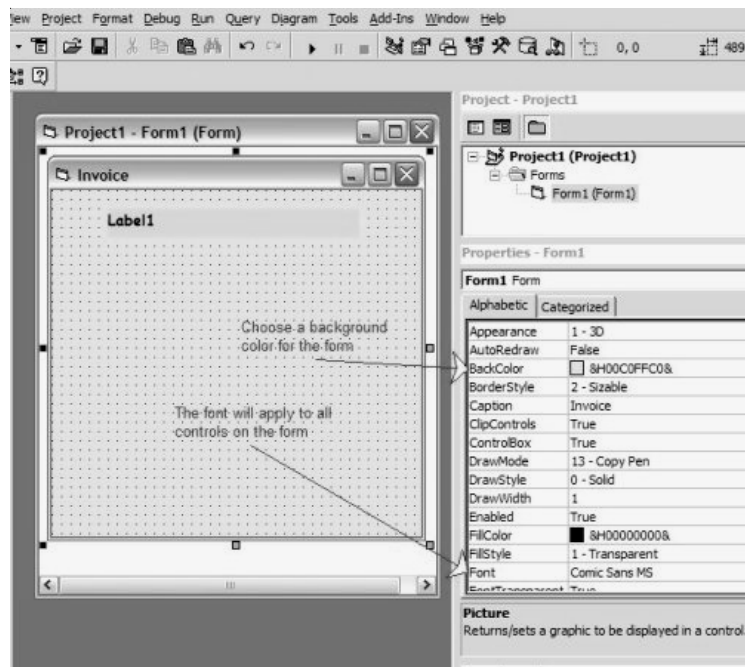 Project Format Debug Run Query Diagram Tools Add-Ins Window Help
0,0
489
Project - Project1
Project1 - Form1 (Form)
Project1 (Project1)
Forms
Form1 (Form1)
Invoice
Label1
Properties - Form1
Form1 Form
Alphabetic Categorized
Appearance 1 - 3D
AutoRedraw False
BackColor &H00C0FFC0&
BorderStyle 2 - Sizable
Caption Invoice
ClipControls True
ControlBox True
DrawMode 13 - Copy Pen
DrawStyle 0 - Solid
DrawWidth 1
Enabled True
FillColor &H00000000&
FillStyle 1 - Transparent
Font Comic Sans MS
FontTransparent True
Choose a background
color for the form
The font will apply to all
controls on the form
Picture
Returns/sets a graphic to be displayed in a control.